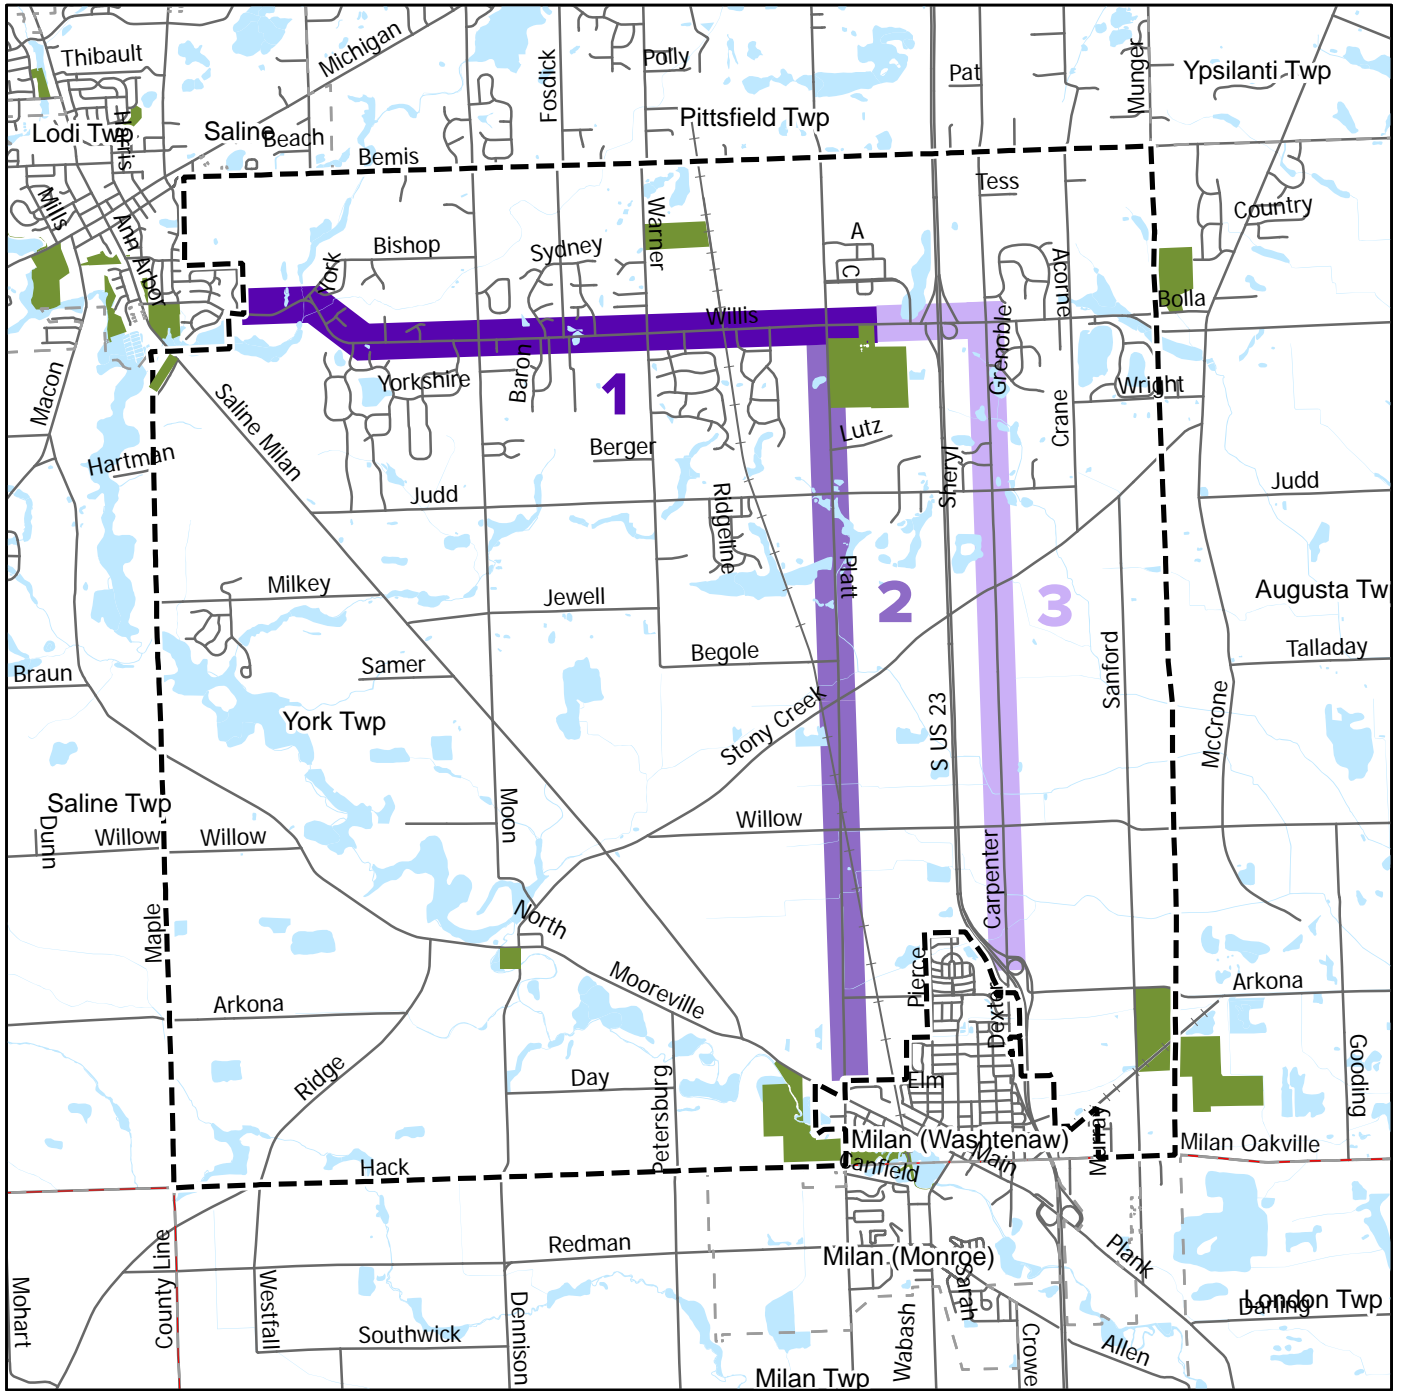 Thibault
Michigan
Fosdick
Polly
Pat
Munger
Ypsilanti Twp
Lodi Twp
Harris
Saline
Beach
Pittsfield Twp
Bemis
Mills
Ann Arbor
Tess
Country
Warner
Bishop
Sydney
A
C
York
Acorne
Bolla
Willis
Grenoble
Macon
Yorkshire
Baron
1
Wright
Crane
Saline Milan
Lutz
Berger
Hartman
Sheryl
Judd
Judd
Ridgeline
Milkey
Jewell
Platt
2
3
Augusta Tw
Begole
Talladay
Samer
Braun
Sanford
York Twp
Stony Creek
S US 23
McCrone
Saline Twp
Dunn
Willow
Willow
Moon
Willow
Carpenter
Maple
North
Mooreville
Pierce
Dexter
Arkona
Arkona
Ridge
Day
Petersburg
Elm
Gooding
Milan (Washtenaw)
Murray
Milan Oakville
Main
Canfield
Hack
County Line
Redman
Milan (Monroe)
Plank
Mohart
Westfall
Dennison
Southwick
Sarah
Wabash
Crowe
Allen
London Twp
Darling
Milan Twp